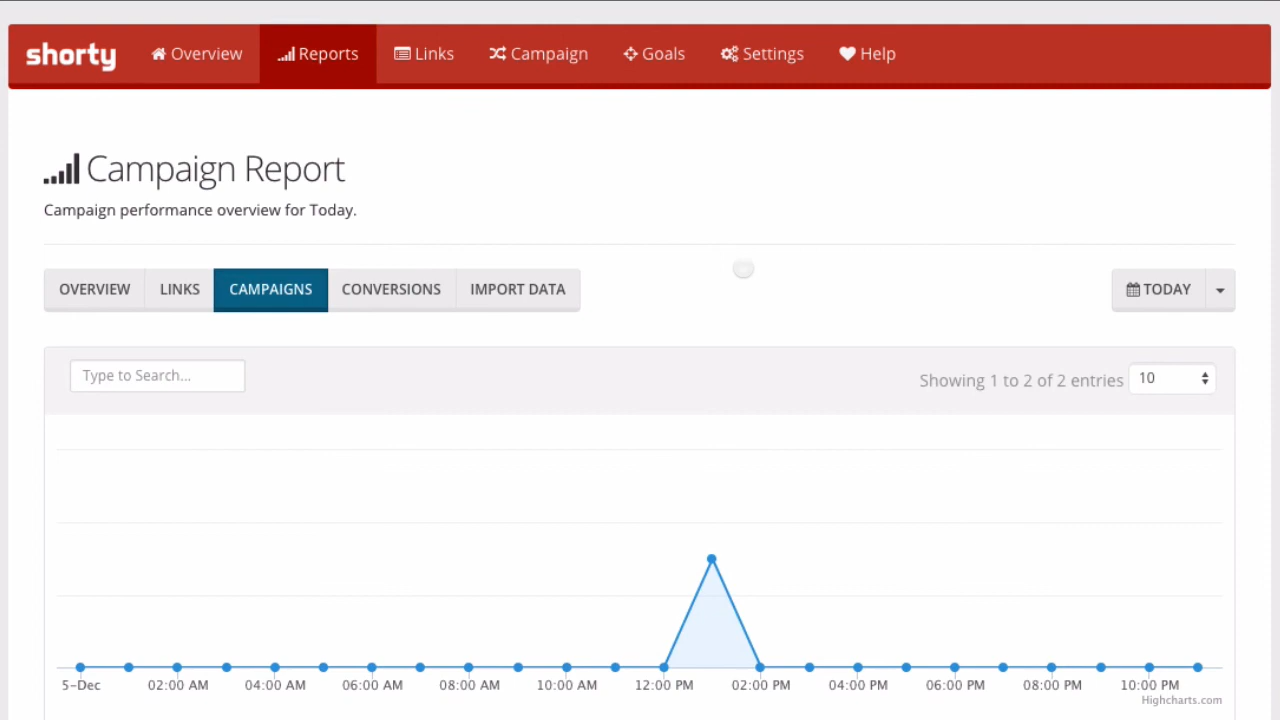 shorty Overview Reports Links Campaign Goals Settings Help
Campaign Report
Campaign performance overview for Today.
OVERVIEW LINKS CAMPAIGNS CONVERSIONS IMPORT DATA TODAY
Type to Search... Showing 1 to 2 of 2 entries 10
5-Dec 02:00 AM 04:00 AM 06:00 AM 08:00 AM 10:00 AM 12:00 PM 02:00 PM 04:00 PM 06:00 PM 08:00 PM 10:00 PM
Highcharts.com